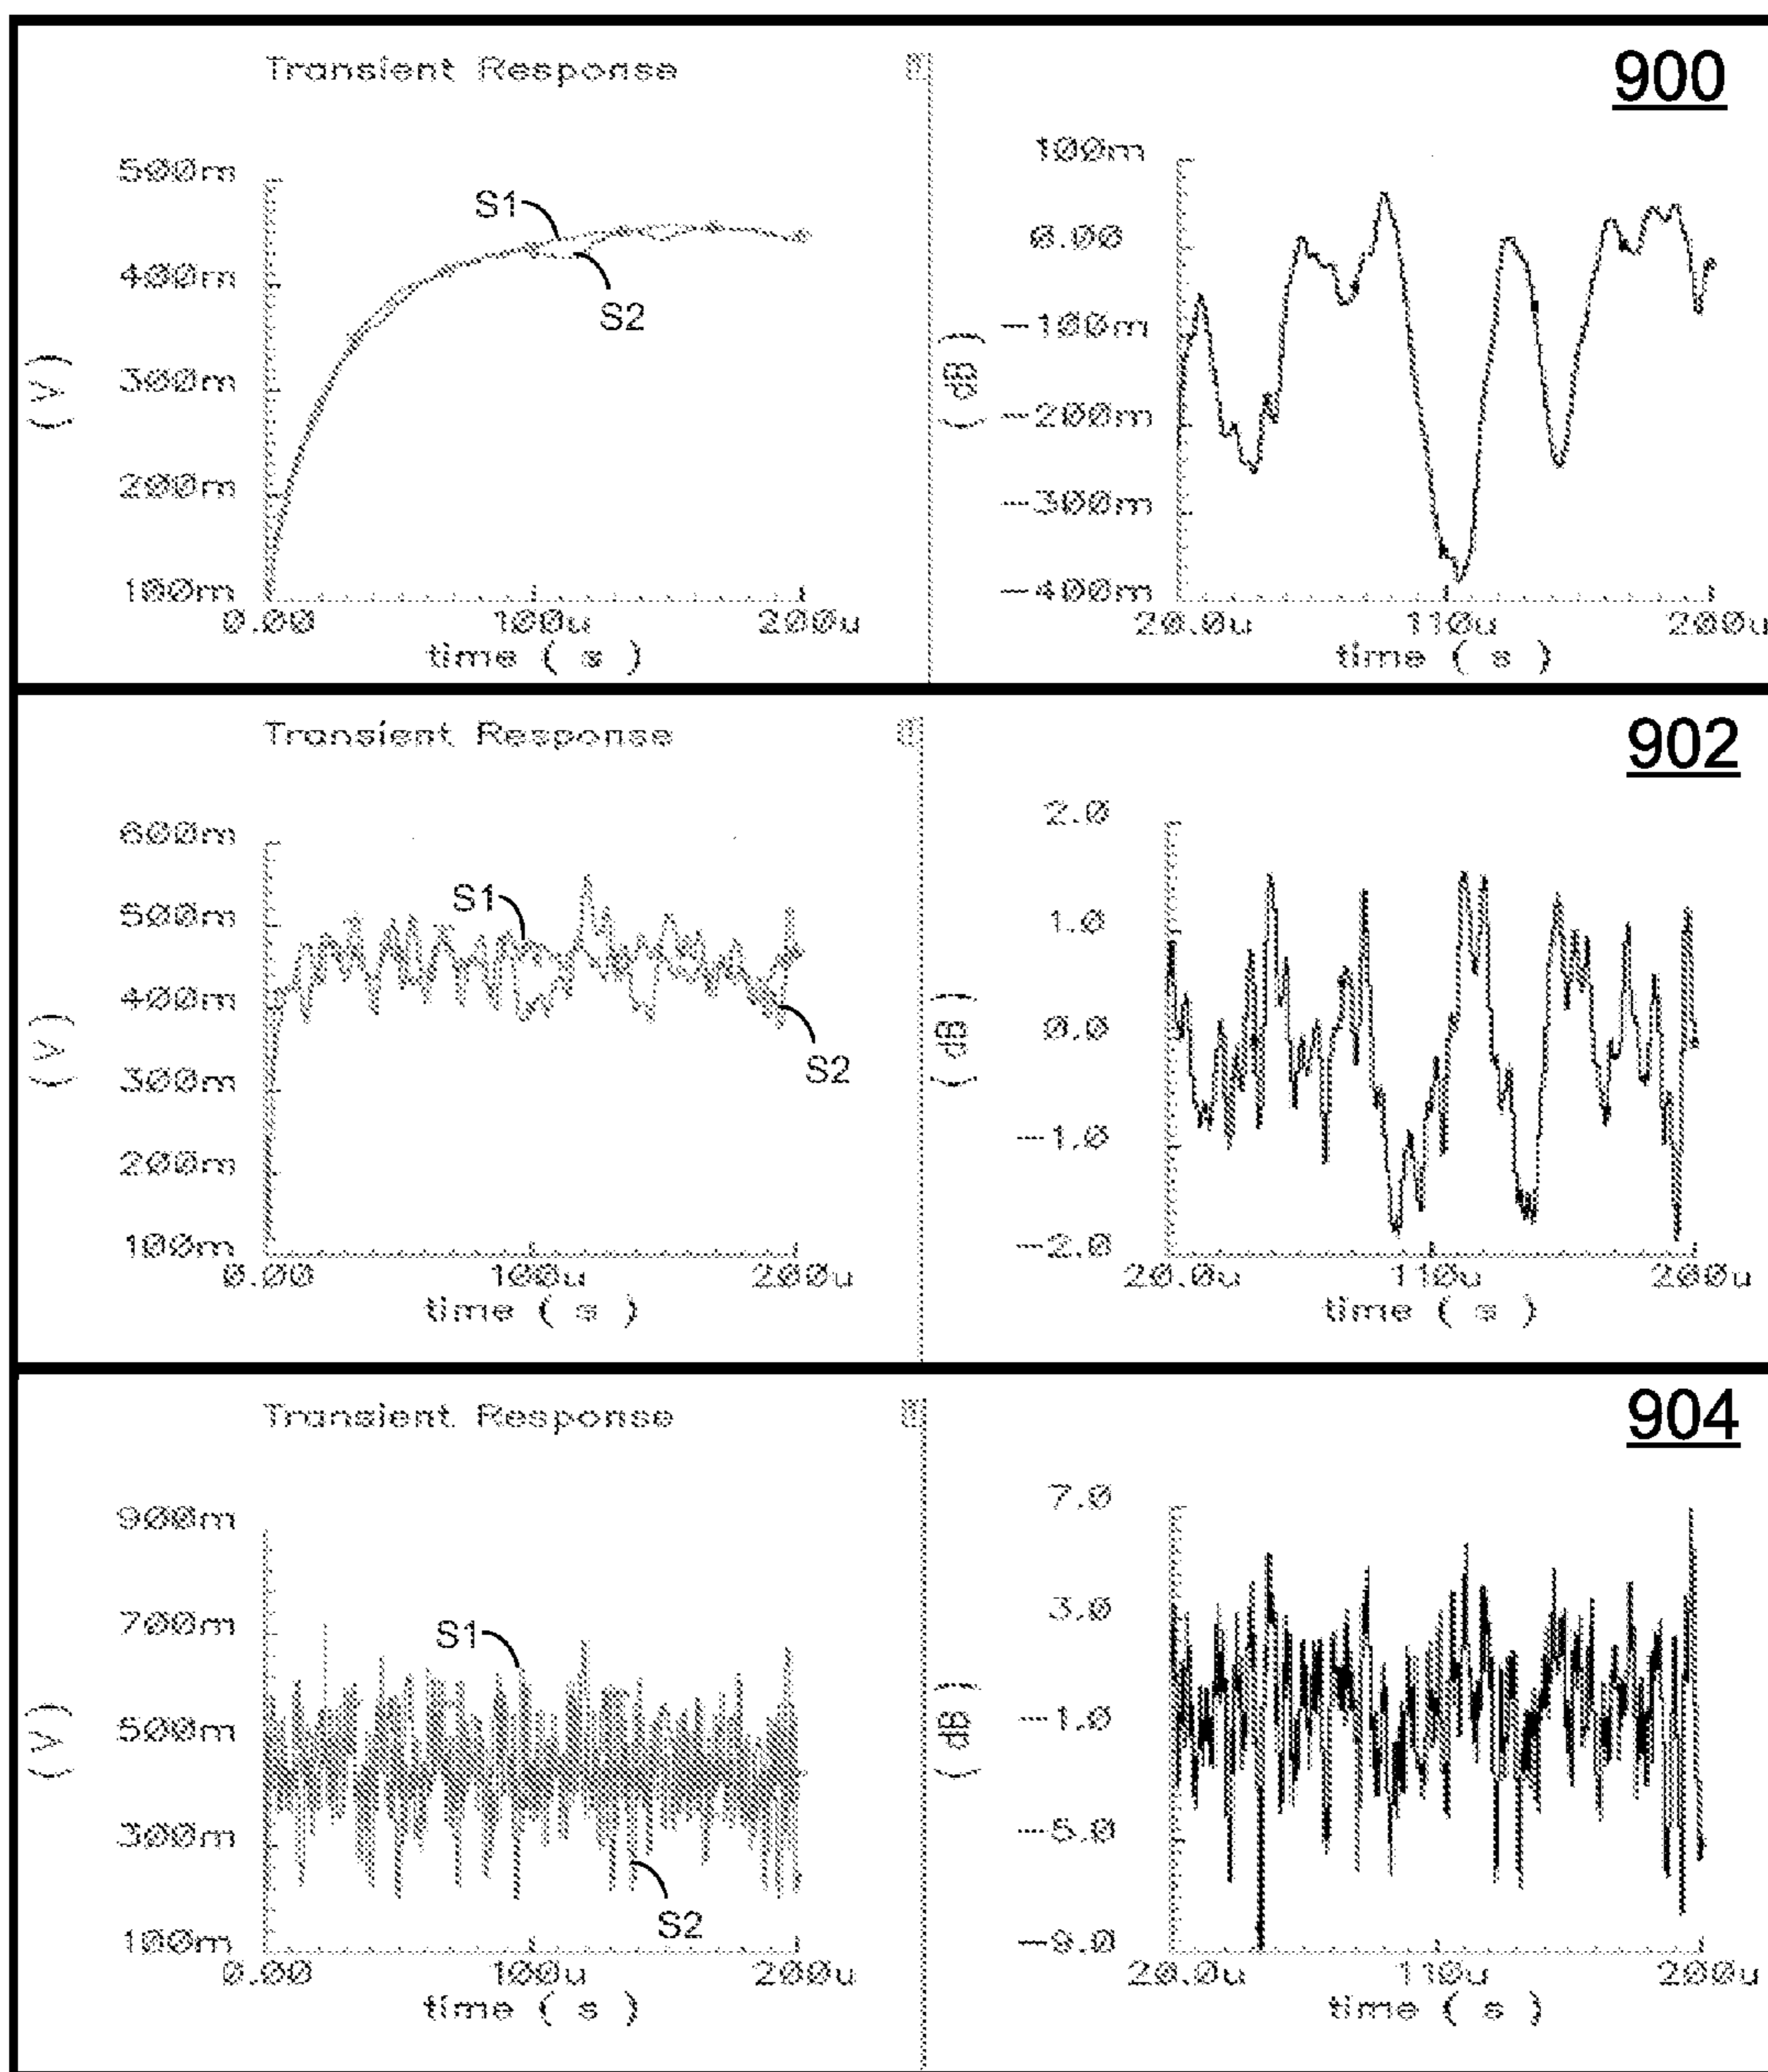 Transient Response
900
500m
400m
300m
200m
100m
( V )
S1
S2
0.00
100u
200u
time ( s )
100m
0.00
-100m
-200m
-300m
-400m
( dB )
20.0u
110u
200u
time ( s )
Transient Response
902
600m
500m
400m
300m
200m
100m
( V )
S1
S2
0.00
100u
200u
time ( s )
2.0
1.0
0.0
-1.0
-2.0
( dB )
20.0u
110u
200u
time ( s )
Transient Response
904
900m
700m
500m
300m
100m
( V )
S1
S2
0.00
100u
200u
time ( s )
7.0
3.0
-1.0
-5.0
-9.0
( dB )
20.0u
110u
200u
time ( s )